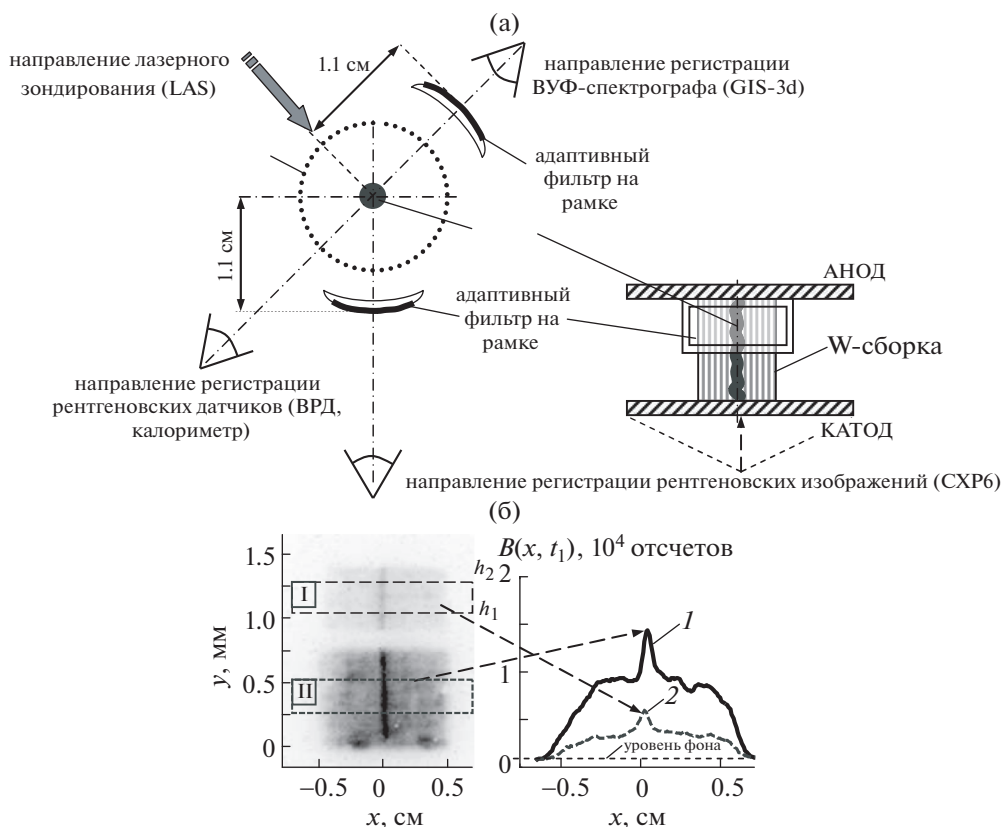 (а)
направление лазерного
зондирования (LAS)
1.1 см
направление регистрации
ВУФ-спектрографа (GIS-3d)
адаптивный
фильтр на
рамке
1.1 см
адаптивный
фильтр на
рамке
АНОД
W-сборка
КАТОД
направление регистрации
рентгеновских датчиков (ВРД,
калориметр)
направление регистрации рентгеновских изображений (СХР6)
(б)
y, мм
1.5
1.0
0.5
0
I
II
h2
h1
−0.5
0
0.5
x, см
B(x, t1), 10^4 отсчетов
2
1
0
1
2
уровень фона
−0.5
0
0.5
x, см